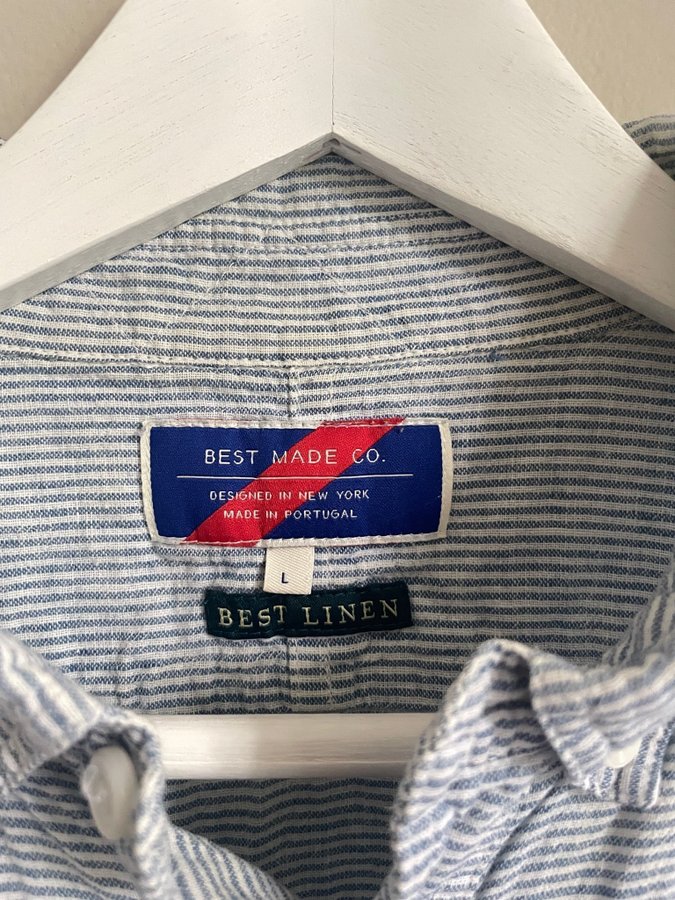 BEST MADE CO.
DESIGNED IN NEW YORK
MADE IN PORTUGAL
L
BEST LINEN